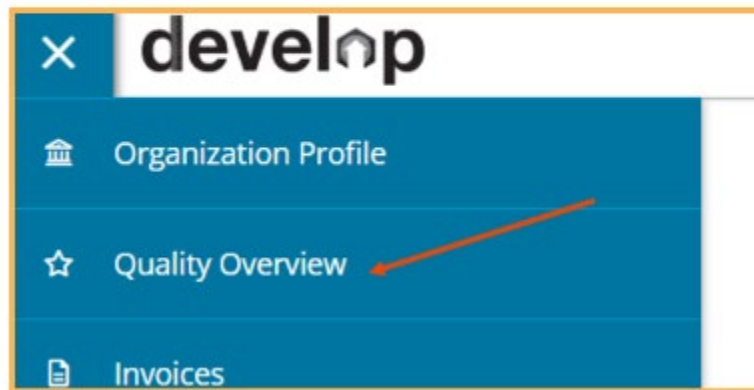 develop
Organization Profile
Quality Overview
Invoices